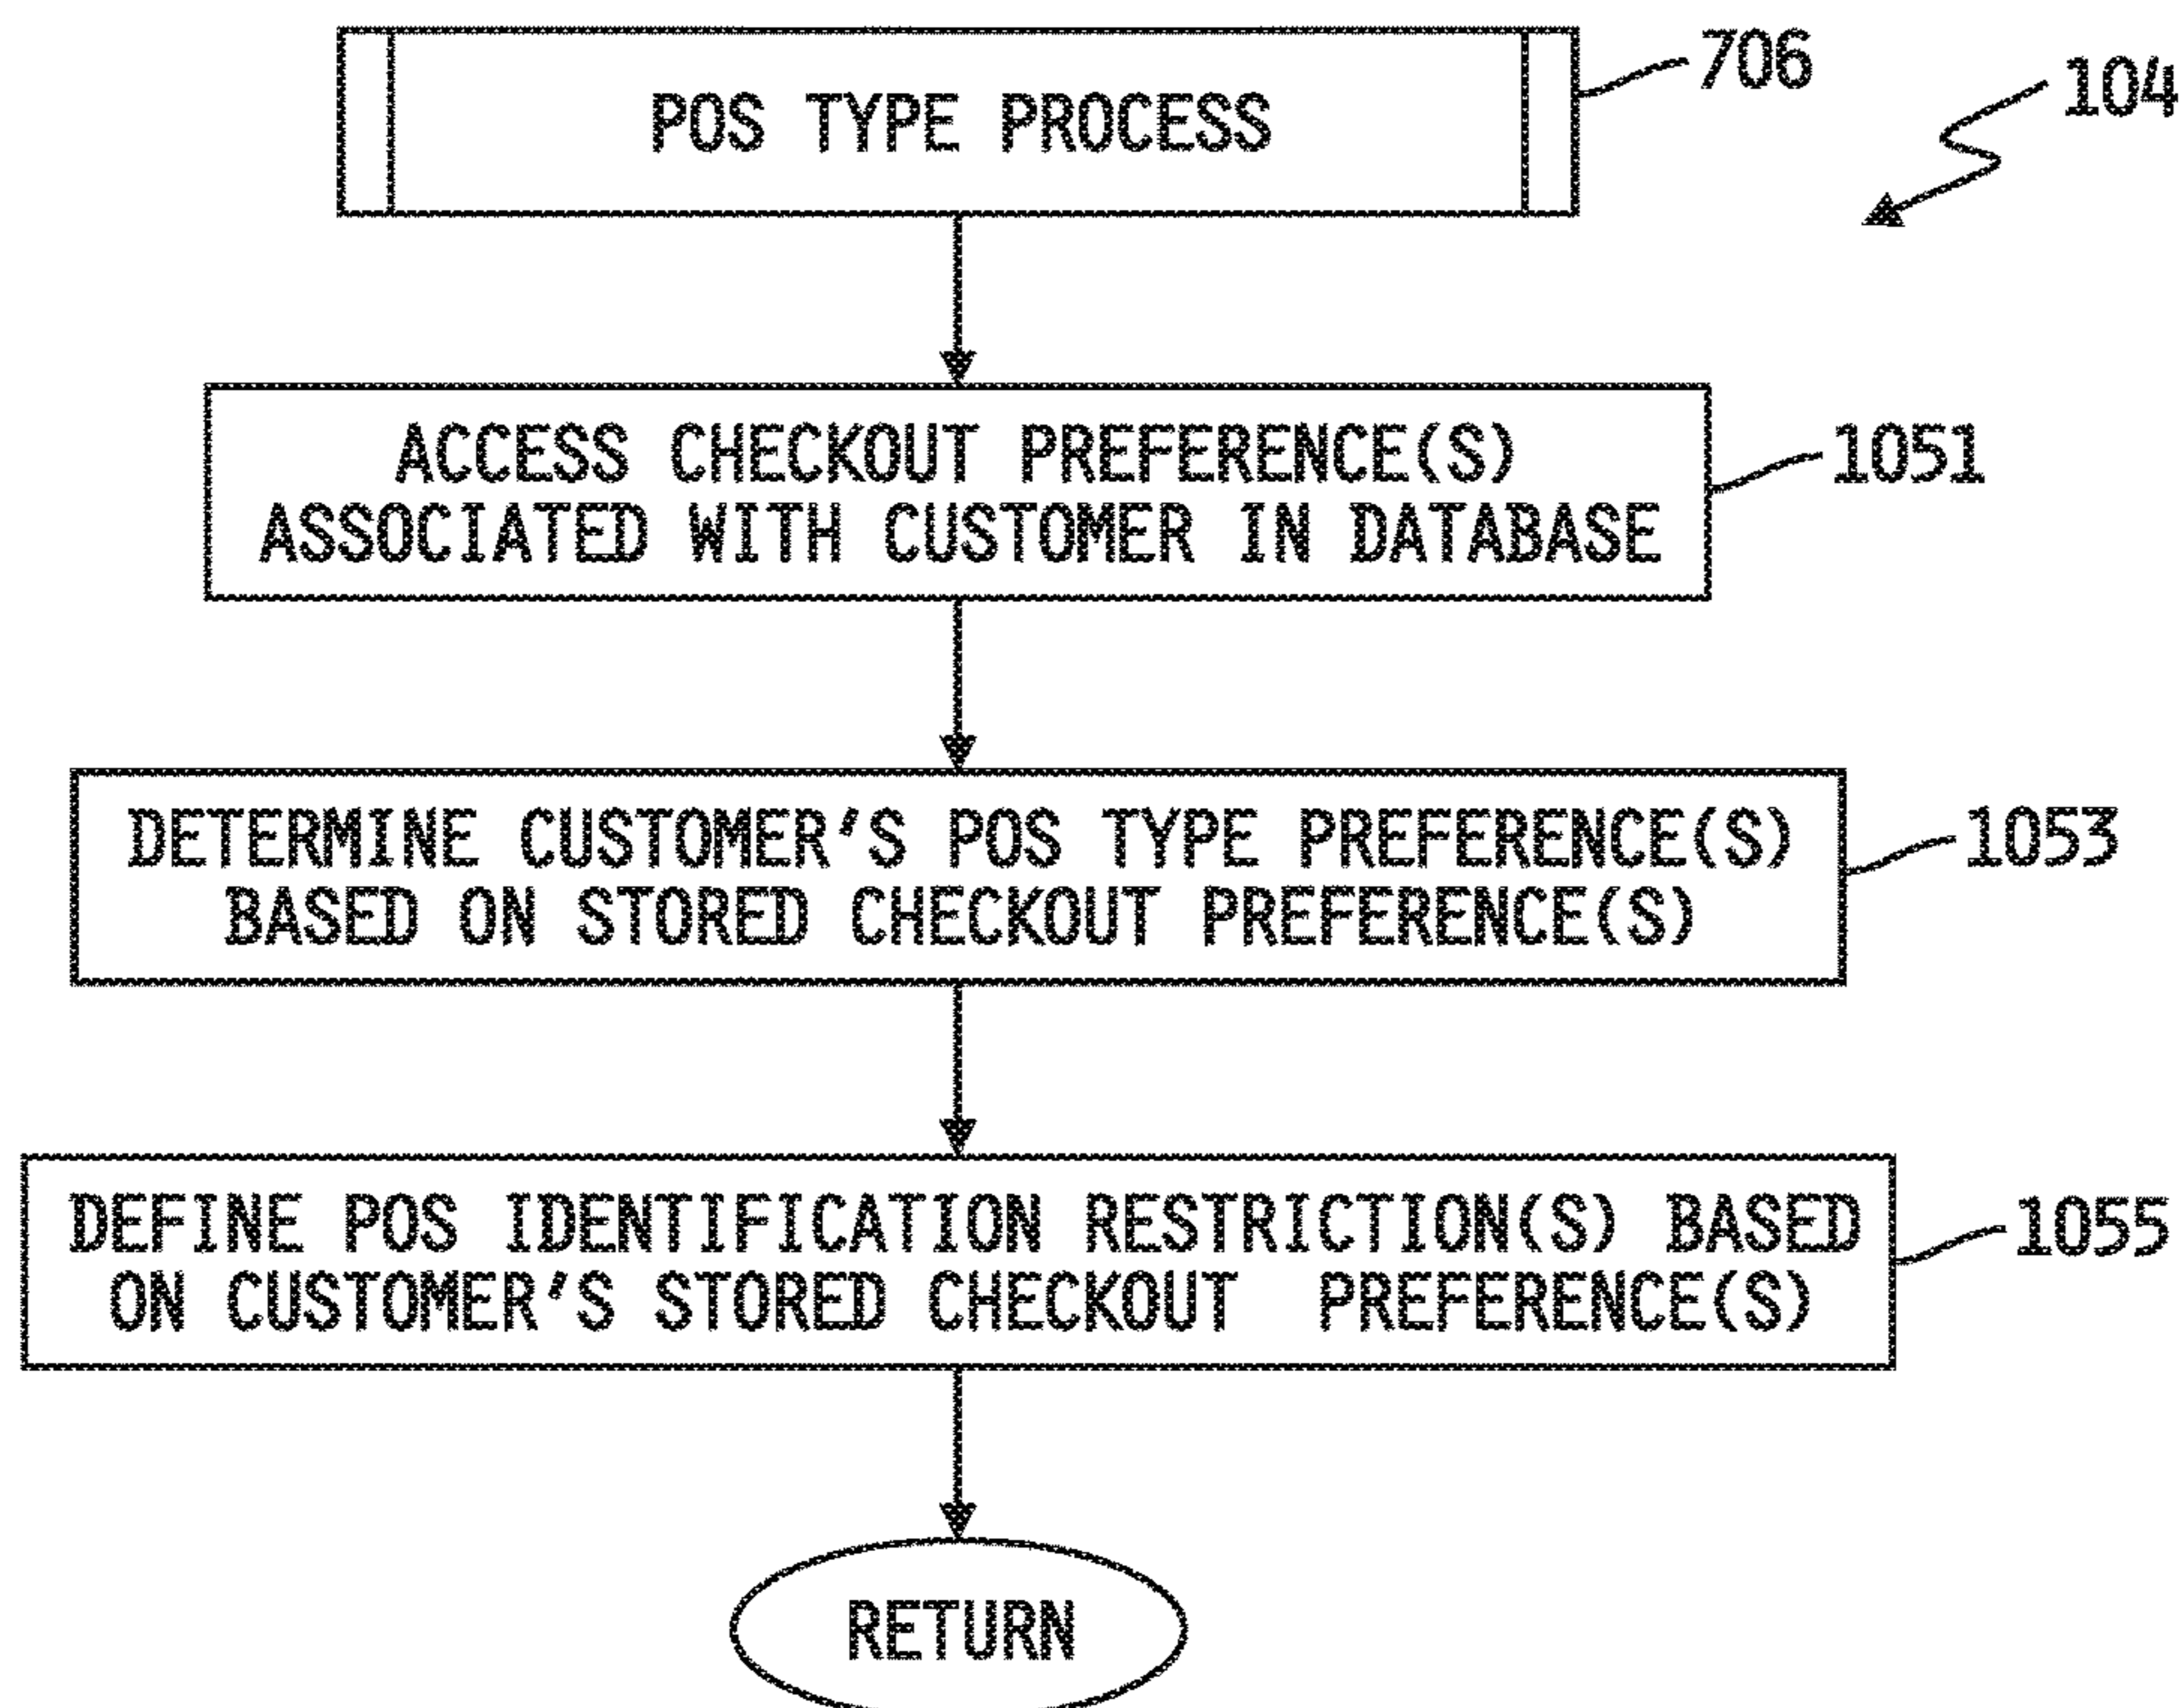 POS TYPE PROCESS
706
104
ACCESS CHECKOUT PREFERENCE(S)
ASSOCIATED WITH CUSTOMER IN DATABASE
1051
DETERMINE CUSTOMER'S POS TYPE PREFERENCE(S)
BASED ON STORED CHECKOUT PREFERENCE(S)
1053
DEFINE POS IDENTIFICATION RESTRICTION(S) BASED
ON CUSTOMER'S STORED CHECKOUT PREFERENCE(S)
1055
RETURN